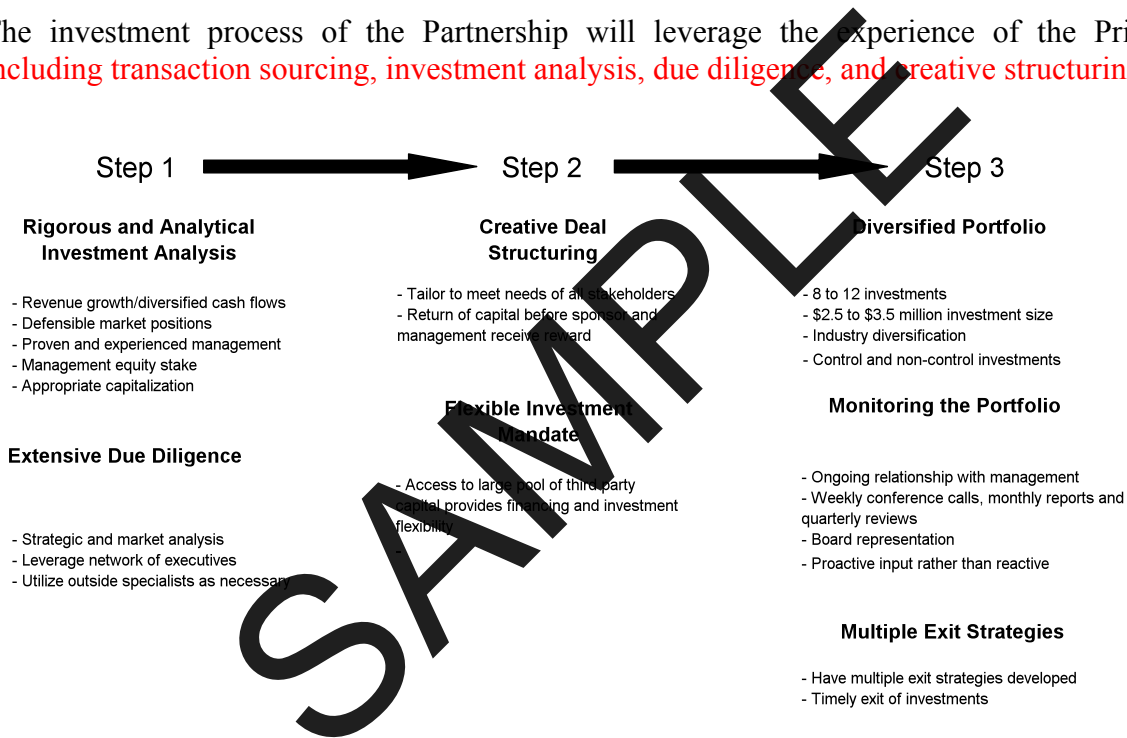 he investment process of the Partnership will leverage the experience of the Pri
ncluding transaction sourcing, investment analysis, due diligence, and creative structurin
Step 1
Step 2
Step 3
Rigorous and Analytical
Investment Analysis
- Revenue growth/diversified cash flows
- Defensible market positions
- Proven and experienced management
- Management equity stake
- Appropriate capitalization
Extensive Due Diligence
- Strategic and market analysis
- Leverage network of executives
- Utilize outside specialists as necessary
Creative Deal
Structuring
- Tailor to meet needs of all stakeholders
- Return of capital before sponsor and
management receive reward
Flexible Investment
Mandate
- Access to large pool of third party
capital provides financing and investment
flexibility
-
Diversified Portfolio
- 8 to 12 investments
- $2.5 to $3.5 million investment size
- Industry diversification
- Control and non-control investments
Monitoring the Portfolio
- Ongoing relationship with management
- Weekly conference calls, monthly reports and
quarterly reviews
- Board representation
- Proactive input rather than reactive
Multiple Exit Strategies
- Have multiple exit strategies developed
- Timely exit of investments
SAMPLE